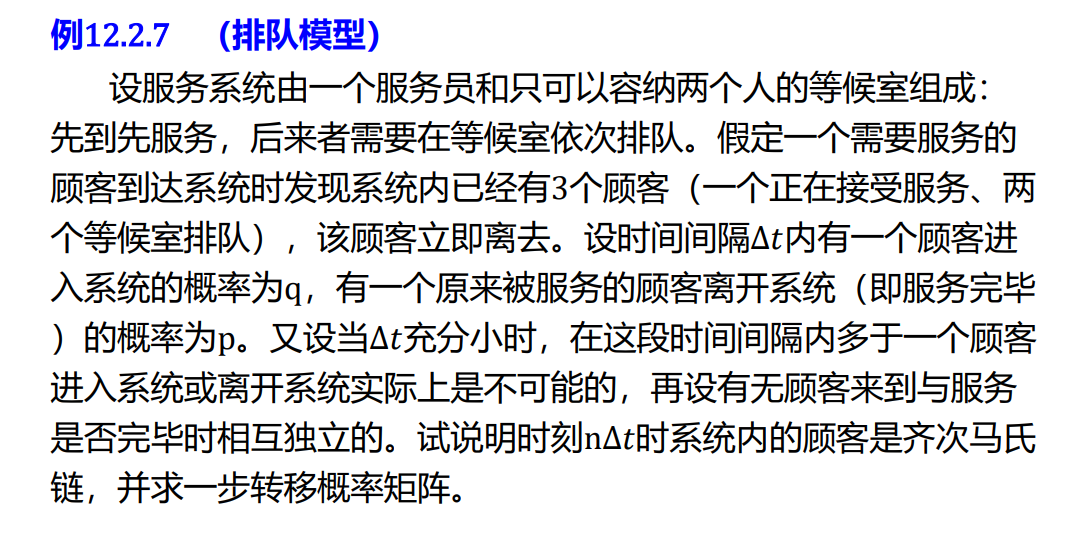 例12.2.7 （排队模型）
设服务系统由一个服务员和只可以容纳两个人的等候室组成：
先到先服务，后来者需要在等候室依次排队。假定一个需要服务的
顾客到达系统时发现系统内已经有3个顾客（一个正在接受服务、两
个等候室排队），该顾客立即离去。设时间间隔Δt内有一个顾客进
入系统的概率为q，有一个原来被服务的顾客离开系统（即服务完毕
）的概率为p。又设当Δt充分小时，在这段时间间隔内多于一个顾客
进入系统或离开系统实际上是不可能的，再设有无顾客来到与服务
是否完毕时相互独立的。试说明时刻nΔt时系统内的顾客是齐次马氏
链，并求一步转移概率矩阵。